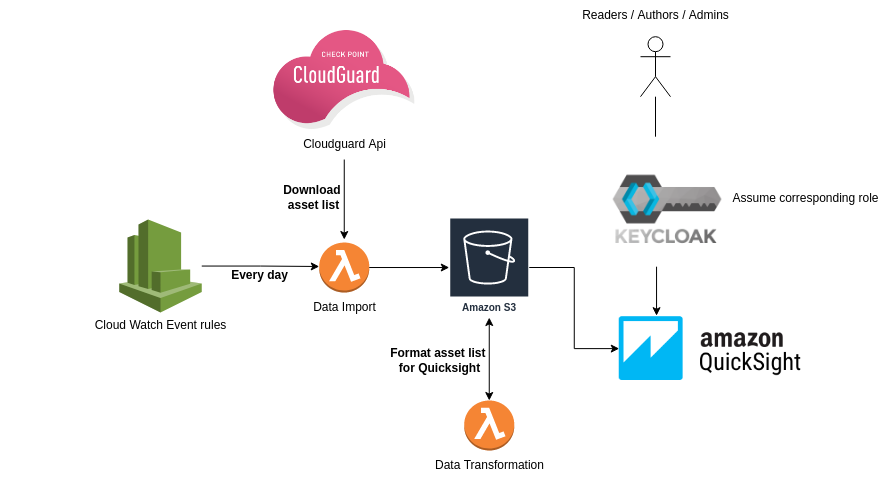 Readers / Authors / Admins
CHECK POINT
CloudGuard
Cloudguard Api
Download
asset list
Assume corresponding role
KEYCLOAK
Every day
Data Import
Amazon S3
Cloud Watch Event rules
amazon
QuickSight
Format asset list
for Quicksight
Data Transformation